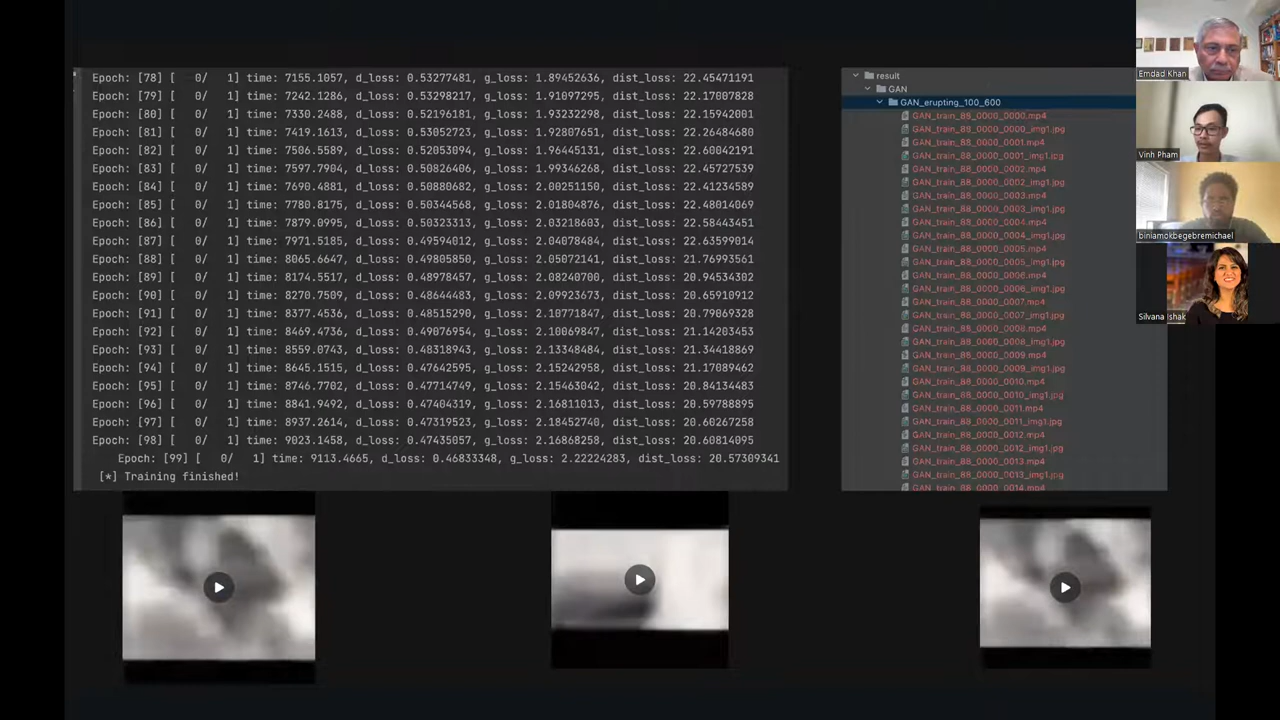 Epoch: [78] [ 0/ 1] time: 7155.1057, d_loss: 0.53277481, g_loss: 1.89452636, dist_loss: 22.45471191
Epoch: [79] [ 0/ 1] time: 7242.1286, d_loss: 0.53298217, g_loss: 1.91097295, dist_loss: 22.17007828
Epoch: [80] [ 0/ 1] time: 7330.2488, d_loss: 0.52196181, g_loss: 1.93232298, dist_loss: 22.15942001
Epoch: [81] [ 0/ 1] time: 7419.1613, d_loss: 0.53052723, g_loss: 1.92807651, dist_loss: 22.26484680
Epoch: [82] [ 0/ 1] time: 7506.5589, d_loss: 0.52053094, g_loss: 1.96445131, dist_loss: 22.60042191
Epoch: [83] [ 0/ 1] time: 7597.7904, d_loss: 0.50863123, g_loss: 1.99346268, dist_loss: 22.45727539
Epoch: [84] [ 0/ 1] time: 7690.4881, d_loss: 0.50880682, g_loss: 2.00251150, dist_loss: 22.41234589
Epoch: [85] [ 0/ 1] time: d_loss: 0.50344568, g_loss: 2.01804876, dist_loss: 22.48014069
Epoch: [86] [ 0/ 1] time: 7876.0995, d_loss: 0.50323313, g_loss: 2.03218603, dist_loss: 22.58443451
Epoch: [87] [ 0/ 1] time: 7971.5185, d_loss: g_loss: 2.04078484, dist_loss: 22.63599014
Epoch: [88] [ 0/ 1] time: 8065.6647, d_loss: 0.49805859, g_loss: 2.05072141, dist_loss: 21.76993561
Epoch: [89] [ 0/ 1] time: 8174.5517, d_loss: 0.48978457, g_loss: 2.08240700, dist_loss: 20.94534302
Epoch: [90] [ 0/ 1] time: 8270.7509, d_loss: 0.48644483, g_loss: 2.09923673, dist_loss: 20.65910912
Epoch: [91] [ 0/ 1] time: 8377.4536, d_loss: 0.48515290, g_loss: 2.10771847, dist_loss: 20.79069328
Epoch: [92] [ 0/ 1] time: 8469.4736, d_loss: g_loss: 2.10069847, dist_loss: 21.14203453
Epoch: [93] [ 0/ 1] time: 8559.0743, d_loss: 0.48318943, g_loss: 2.13348484, dist_loss: 21.34418869
Epoch: [94] [ 0/ 1] time: 8645.1515, d_loss: 0.47642595, g_loss: 2.15242958, dist_loss: 21.17089462
Epoch: [95] [ 0/ 1] time: 8746.7702, d_loss: 0.47714749, g_loss: 2.15463042, dist_loss: 20.84134483
Epoch: [96] [ 0/ 1] time: 8841.9492, d_loss: 0.47404319, g_loss: 2.16811013, dist_loss: 20.59788895
Epoch: [97] [ 0/ 1] time: 8937.2614, d_loss: 0.47319523, g_loss: 2.18452740, dist_loss: 20.60267258
Epoch: [98] [ 0/ 1] time: 9023.1458, d_loss: 0.47435057, g_loss: 2.16868258, dist_loss: 20.60814095
Epoch: [99] [ 0/ 1] time: 9113.4665, d_loss: 0.46833348, g_loss: 2.22224283, dist_loss: 20.57309341
[*] Training finished!
result
GAN
GAN_erupting_100_600
GAN_train_88_0000_0000.mp4
GAN_train_88_0000_0000_img1.jpg
GAN_train_88_0000_0001.mp4
GAN_train_88_0000_0001_img1.jpg
GAN_train_88_0000_0002.mp4
GAN_train_88_0000_0002_img1.jpg
GAN_train_88_0000_0003.mp4
GAN_train_88_0000_0003_img1.jpg
GAN_train_88_0000_0004.mp4
GAN_train_88_0000_0004_img1.jpg
GAN_train_88_0000_0005.mp4
GAN_train_88_0000_0005_img1.jpg
GAN_train_88_0000_0006.mp4
GAN_train_88_0000_0006_img1.jpg
GAN_train_88_0000_0007.mp4
GAN_train_88_0000_0007_img1.jpg
GAN_train_88_0000_0008.mp4
GAN_train_88_0000_0008_img1.jpg
GAN_train_88_0000_0009.mp4
GAN_train_88_0000_0009_img1.jpg
GAN_train_88_0000_0010.mp4
GAN_train_88_0000_0010_img1.jpg
GAN_train_88_0000_0011.mp4
GAN_train_88_0000_0011_img1.jpg
GAN_train_88_0000_0012.mp4
GAN_train_88_0000_0012_img1.jpg
GAN_train_88_0000_0013.mp4
GAN_train_88_0000_0013_img1.jpg
GAN_train_88_0000_0014.mp4
Emdad Khan
Vinh Pham
biniamokbegebremichael
Silvana Ishak